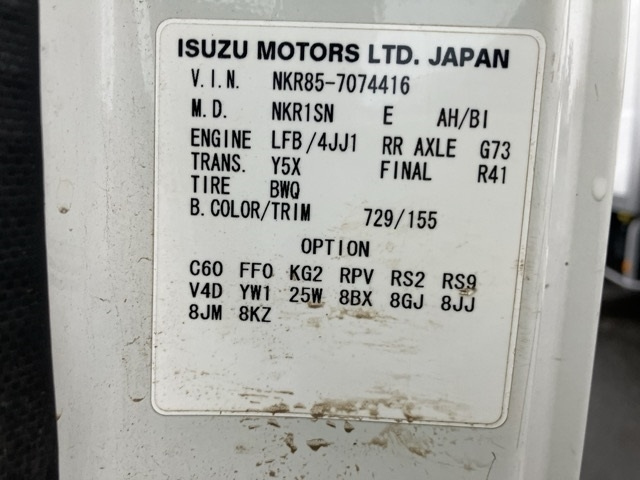 ISUZU MOTORS LTD. JAPAN
V.I.N. NKR85-7074416
M.D. NKR1SN E AH/BI
ENGINE LFB/4JJ1 RR AXLE G73
TRANS. Y5X FINAL R41
TIRE BWQ
B.COLOR/TRIM 729/155
OPTION
C60 FF0 KG2 RPV RS2 RS9
V4D YW1 25W 8BX 8GJ 8JJ
8JM 8KZ